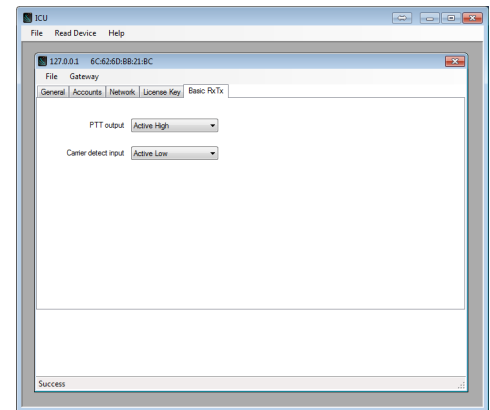 ICU
File Read Device Help
127.0.0.1 6C:62:6D:BB:21:BC
File Gateway
General Accounts Network License Key Basic RxTx
PTT output Active High
Carrier detect input Active Low
Success